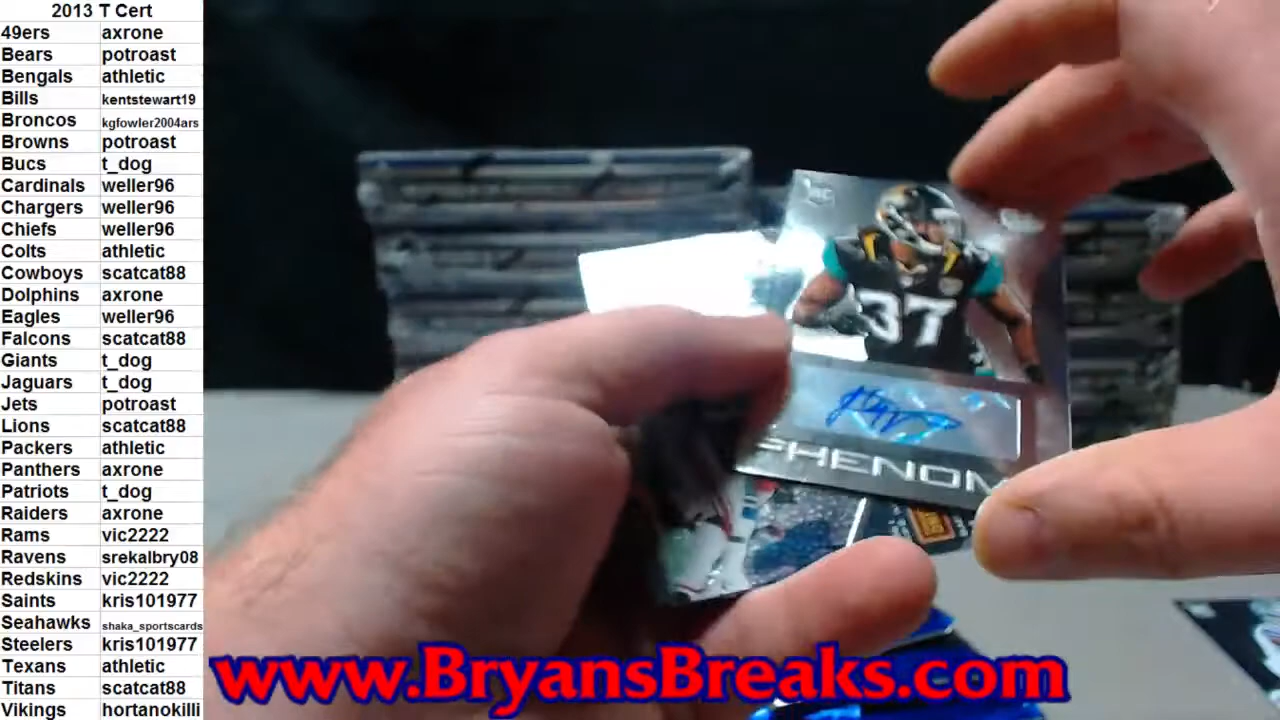 2013 T Cert
49ers axrone
Bears potroast
Bengals athletic
Bills kentstewart19
Broncos kgfowler2004ars
Browns potroast
Bucs t_dog
Cardinals weller96
Chargers weller96
Chiefs weller96
Colts athletic
Cowboys scatcat88
Dolphins axrone
Eagles weller96
Falcons scatcat88
Giants t_dog
Jaguars t_dog
Jets potroast
Lions scatcat88
Packers athletic
Panthers axrone
Patriots t_dog
Raiders axrone
Rams vic2222
Ravens srekalbry08
Redskins vic2222
Saints kris101977
Seahawks shaka_sportscards
Steelers kris101977
Texans athletic
Titans scatcat88
Vikings hortanokilli
RC
37
PHENOM
www.BryansBreaks.com